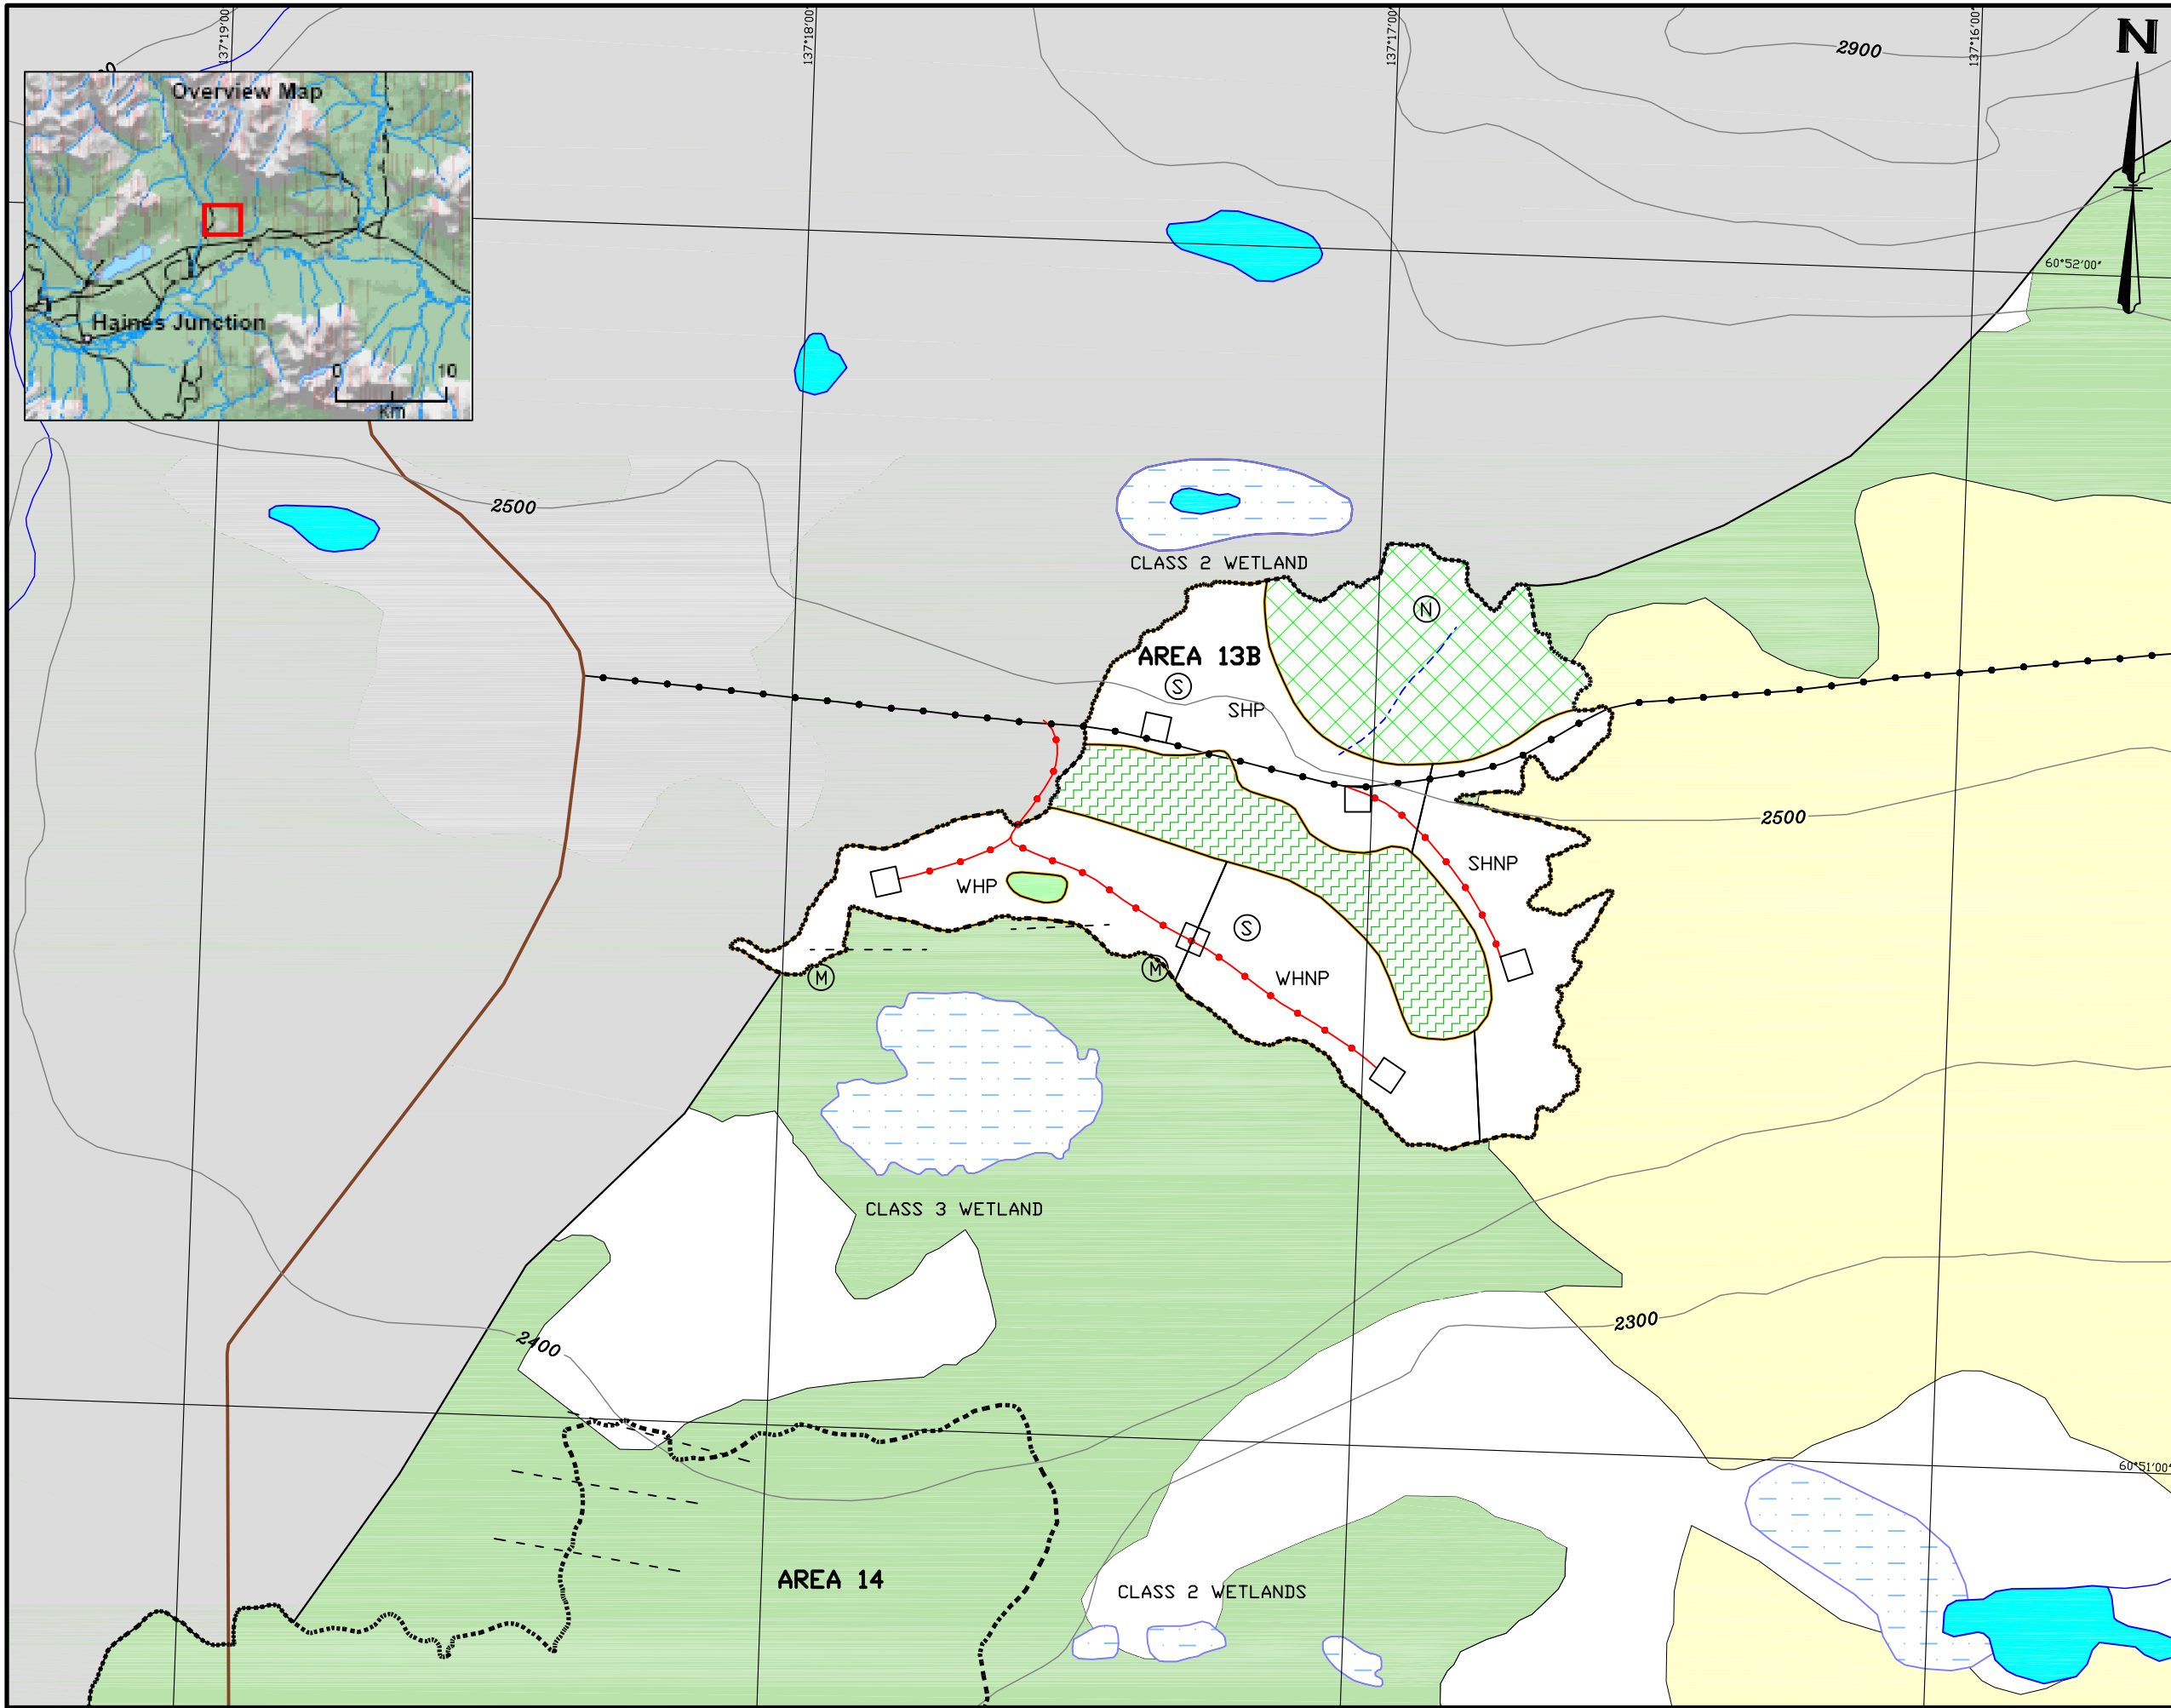 137°19'00"
137°18'00"
137°17'00"
137°16'00"
2900
N
Overview Map
Haines Junction
0 10
Km
60°52'00"
2500
CLASS 2 WETLAND
N
AREA 13B
S
SHP
2500
SHNP
WHP
S
M
M
WHNP
CLASS 3 WETLAND
2400
2300
60°51'00"
AREA 14
CLASS 2 WETLANDS